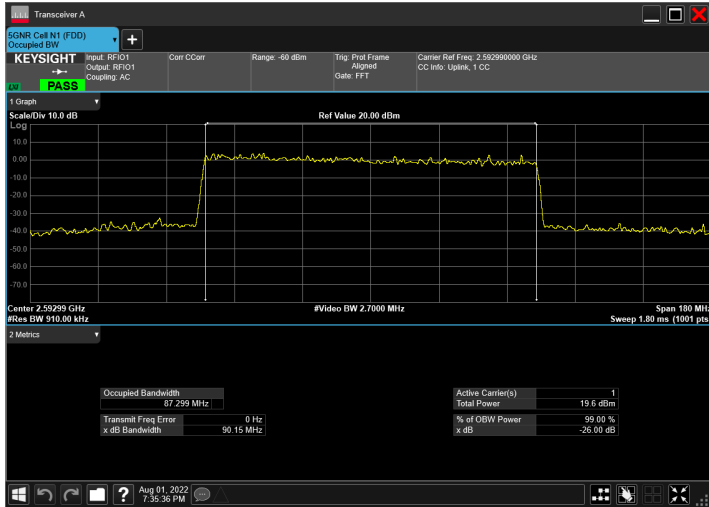 Transceiver A
5GNR Cell N1 (FDD)
Occupied BW
KEYSIGHT
LXI
PASS
Input: RFIO1
Output: RFIO1
Coupling: AC
Corr CCorr
Range: -60 dBm
Trig: Prot Frame
Aligned
Gate: FFT
Carrier Ref Freq: 2.592990000 GHz
CC Info: Uplink, 1 CC
1 Graph
Scale/Div 10.0 dB
Ref Value 20.00 dBm
Log
10.0
0.00
-10.0
-20.0
-30.0
-40.0
-50.0
-60.0
-70.0
Center 2.59299 GHz
#Video BW 2.7000 MHz
Span 180 MHz
#Res BW 910.00 kHz
Sweep 1.80 ms (1001 pts
2 Metrics
Occupied Bandwidth
87.299 MHz
Transmit Freq Error 0 Hz
x dB Bandwidth 90.15 MHz
Active Carrier(s) 1
Total Power 19.6 dBm
% of OBW Power 99.00 %
x dB -26.00 dB
?
Aug 01, 2022
7:35:36 PM